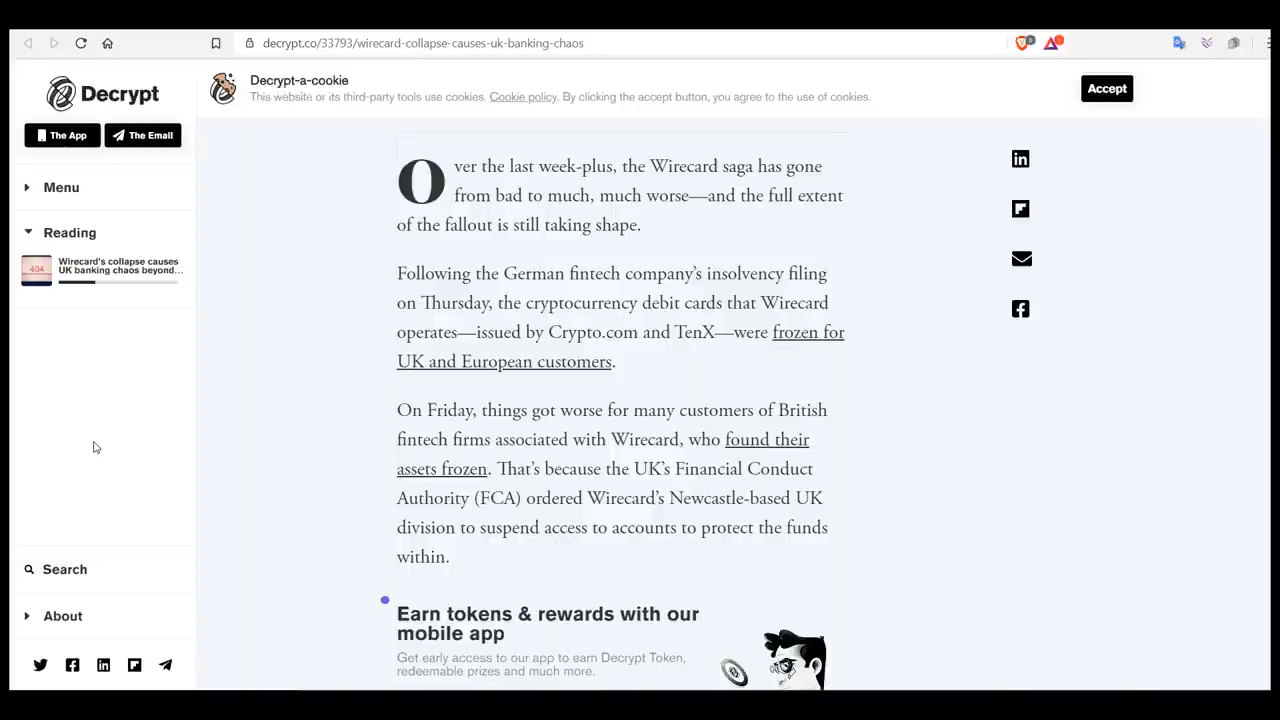 decrypt.co/33793/wirecard-collapse-causes-uk-banking-chaos
Decrypt
The App
The Email
Menu
Reading
404
Wirecard's collapse causes
UK banking chaos beyond...
Search
About
Decrypt-a-cookie
This website or its third-party tools use cookies. Cookie policy. By clicking the accept button, you agree to the use of cookies.
Accept
Over the last week-plus, the Wirecard saga has gone
from bad to much, much worse—and the full extent
of the fallout is still taking shape.
Following the German fintech company's insolvency filing
on Thursday, the cryptocurrency debit cards that Wirecard
operates—issued by Crypto.com and TenX—were frozen for
UK and European customers.
On Friday, things got worse for many customers of British
fintech firms associated with Wirecard, who found their
assets frozen. That's because the UK's Financial Conduct
Authority (FCA) ordered Wirecard's Newcastle-based UK
division to suspend access to accounts to protect the funds
within.
Earn tokens & rewards with our
mobile app
Get early access to our app to earn Decrypt Token,
redeemable prizes and much more.